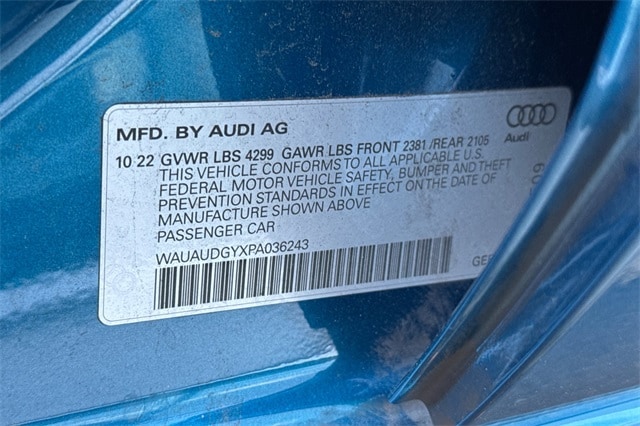 MFD. BY AUDI AG
Audi
10 22 GVWR LBS 4299 GAWR LBS FRONT 2381 /REAR 2105
THIS VEHICLE CONFORMS TO ALL APPLICABLE U.S.
FEDERAL MOTOR VEHICLE SAFETY, BUMPER AND THEFT
PREVENTION STANDARDS IN EFFECT ON THE DATE OF
MANUFACTURE SHOWN ABOVE
PASSENGER CAR
WAUAUDGYXPA036243